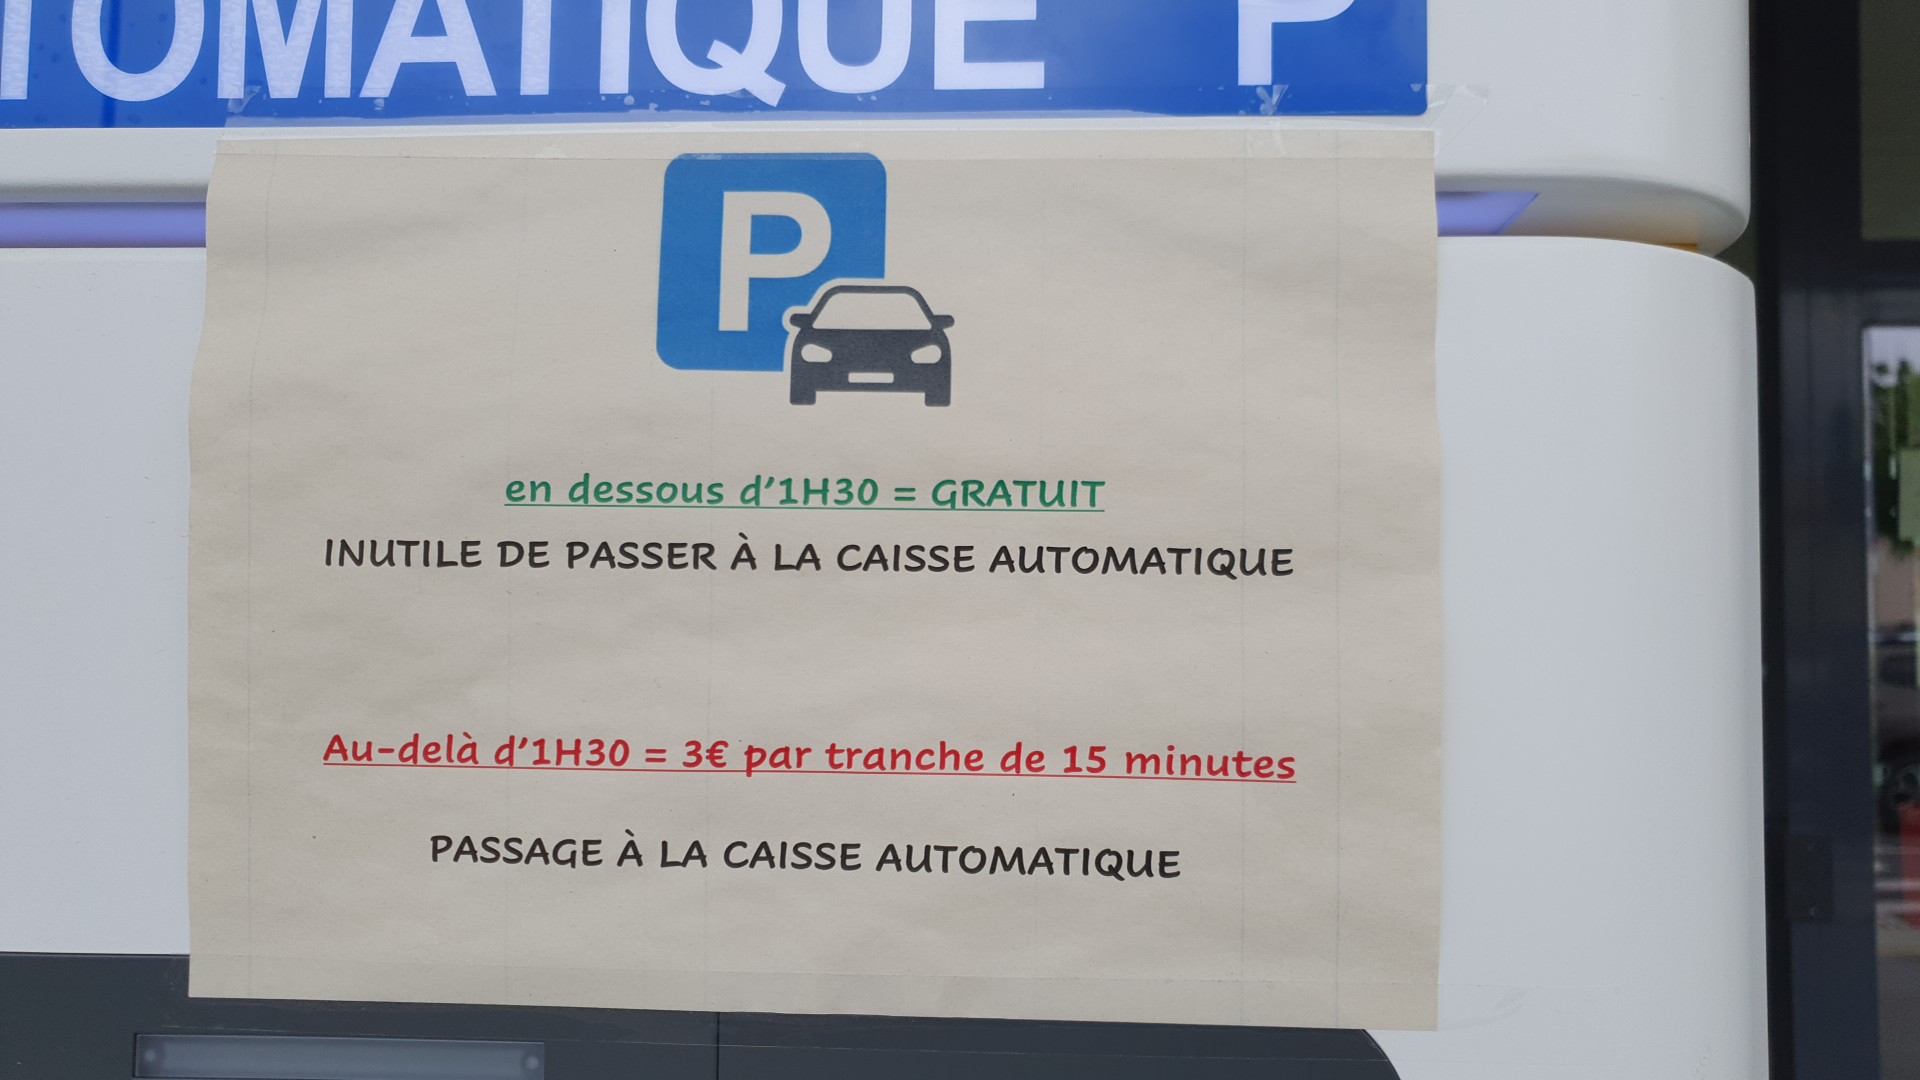 TOMATIQUE P
P
en dessous d'1H30 = GRATUIT
INUTILE DE PASSER À LA CAISSE AUTOMATIQUE
Au-delà d'1H30 = 3€ par tranche de 15 minutes
PASSAGE À LA CAISSE AUTOMATIQUE